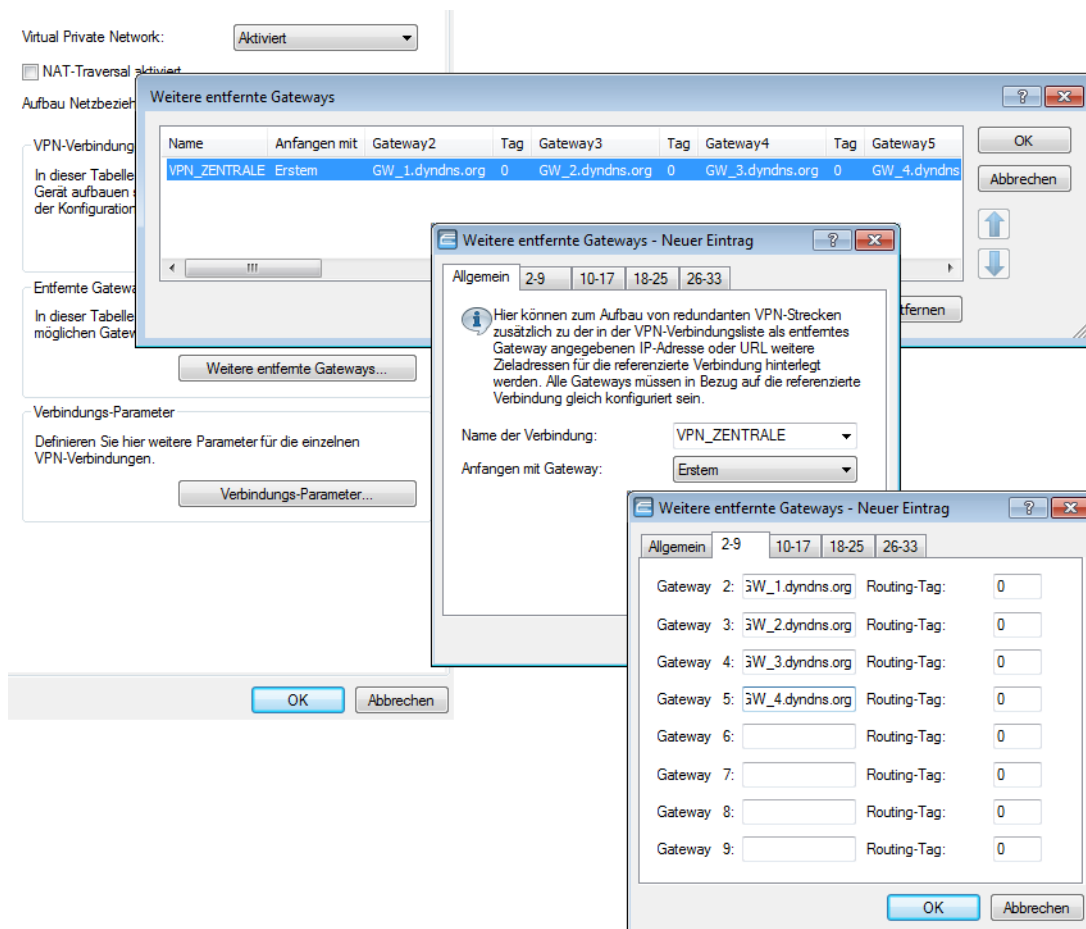 Virtual Private Network: Aktiviert
NAT-Traversal aktiviert
Aufbau Netzbezieh
VPN-Verbindung
In dieser Tabelle
Gerät aufbauen
der Konfiguration
Entfernte Gatewa
In dieser Tabelle
möglichen Gatew
Weitere entfernte Gateways...
Verbindungs-Parameter
Definieren Sie hier weitere Parameter für die einzelnen
VPN-Verbindungen.
Verbindungs-Parameter...
OK Abbrechen
Weitere entfernte Gateways
Name Anfangen mit Gateway2 Tag Gateway3 Tag Gateway4 Tag Gateway5
VPN_ZENTRALE Erstem GW_1.dyndns.org 0 GW_2.dyndns.org 0 GW_3.dyndns.org 0 GW_4.dyndns
OK
Abbrechen
tfernen
Weitere entfernte Gateways - Neuer Eintrag
Allgemein 2-9 10-17 18-25 26-33
Hier können zum Aufbau von redundanten VPN-Strecken
zusätzlich zu der in der VPN-Verbindungsliste als entferntes
Gateway angegebenen IP-Adresse oder URL weitere
Zieladressen für die referenzierte Verbindung hinterlegt
werden. Alle Gateways müssen in Bezug auf die referenzierte
Verbindung gleich konfiguriert sein.
Name der Verbindung: VPN_ZENTRALE
Anfangen mit Gateway: Erstem
Weitere entfernte Gateways - Neuer Eintrag
Allgemein 2-9 10-17 18-25 26-33
Gateway 2: GW_1.dyndns.org Routing-Tag: 0
Gateway 3: GW_2.dyndns.org Routing-Tag: 0
Gateway 4: GW_3.dyndns.org Routing-Tag: 0
Gateway 5: GW_4.dyndns.org Routing-Tag: 0
Gateway 6: Routing-Tag: 0
Gateway 7: Routing-Tag: 0
Gateway 8: Routing-Tag: 0
Gateway 9: Routing-Tag: 0
OK Abbrechen